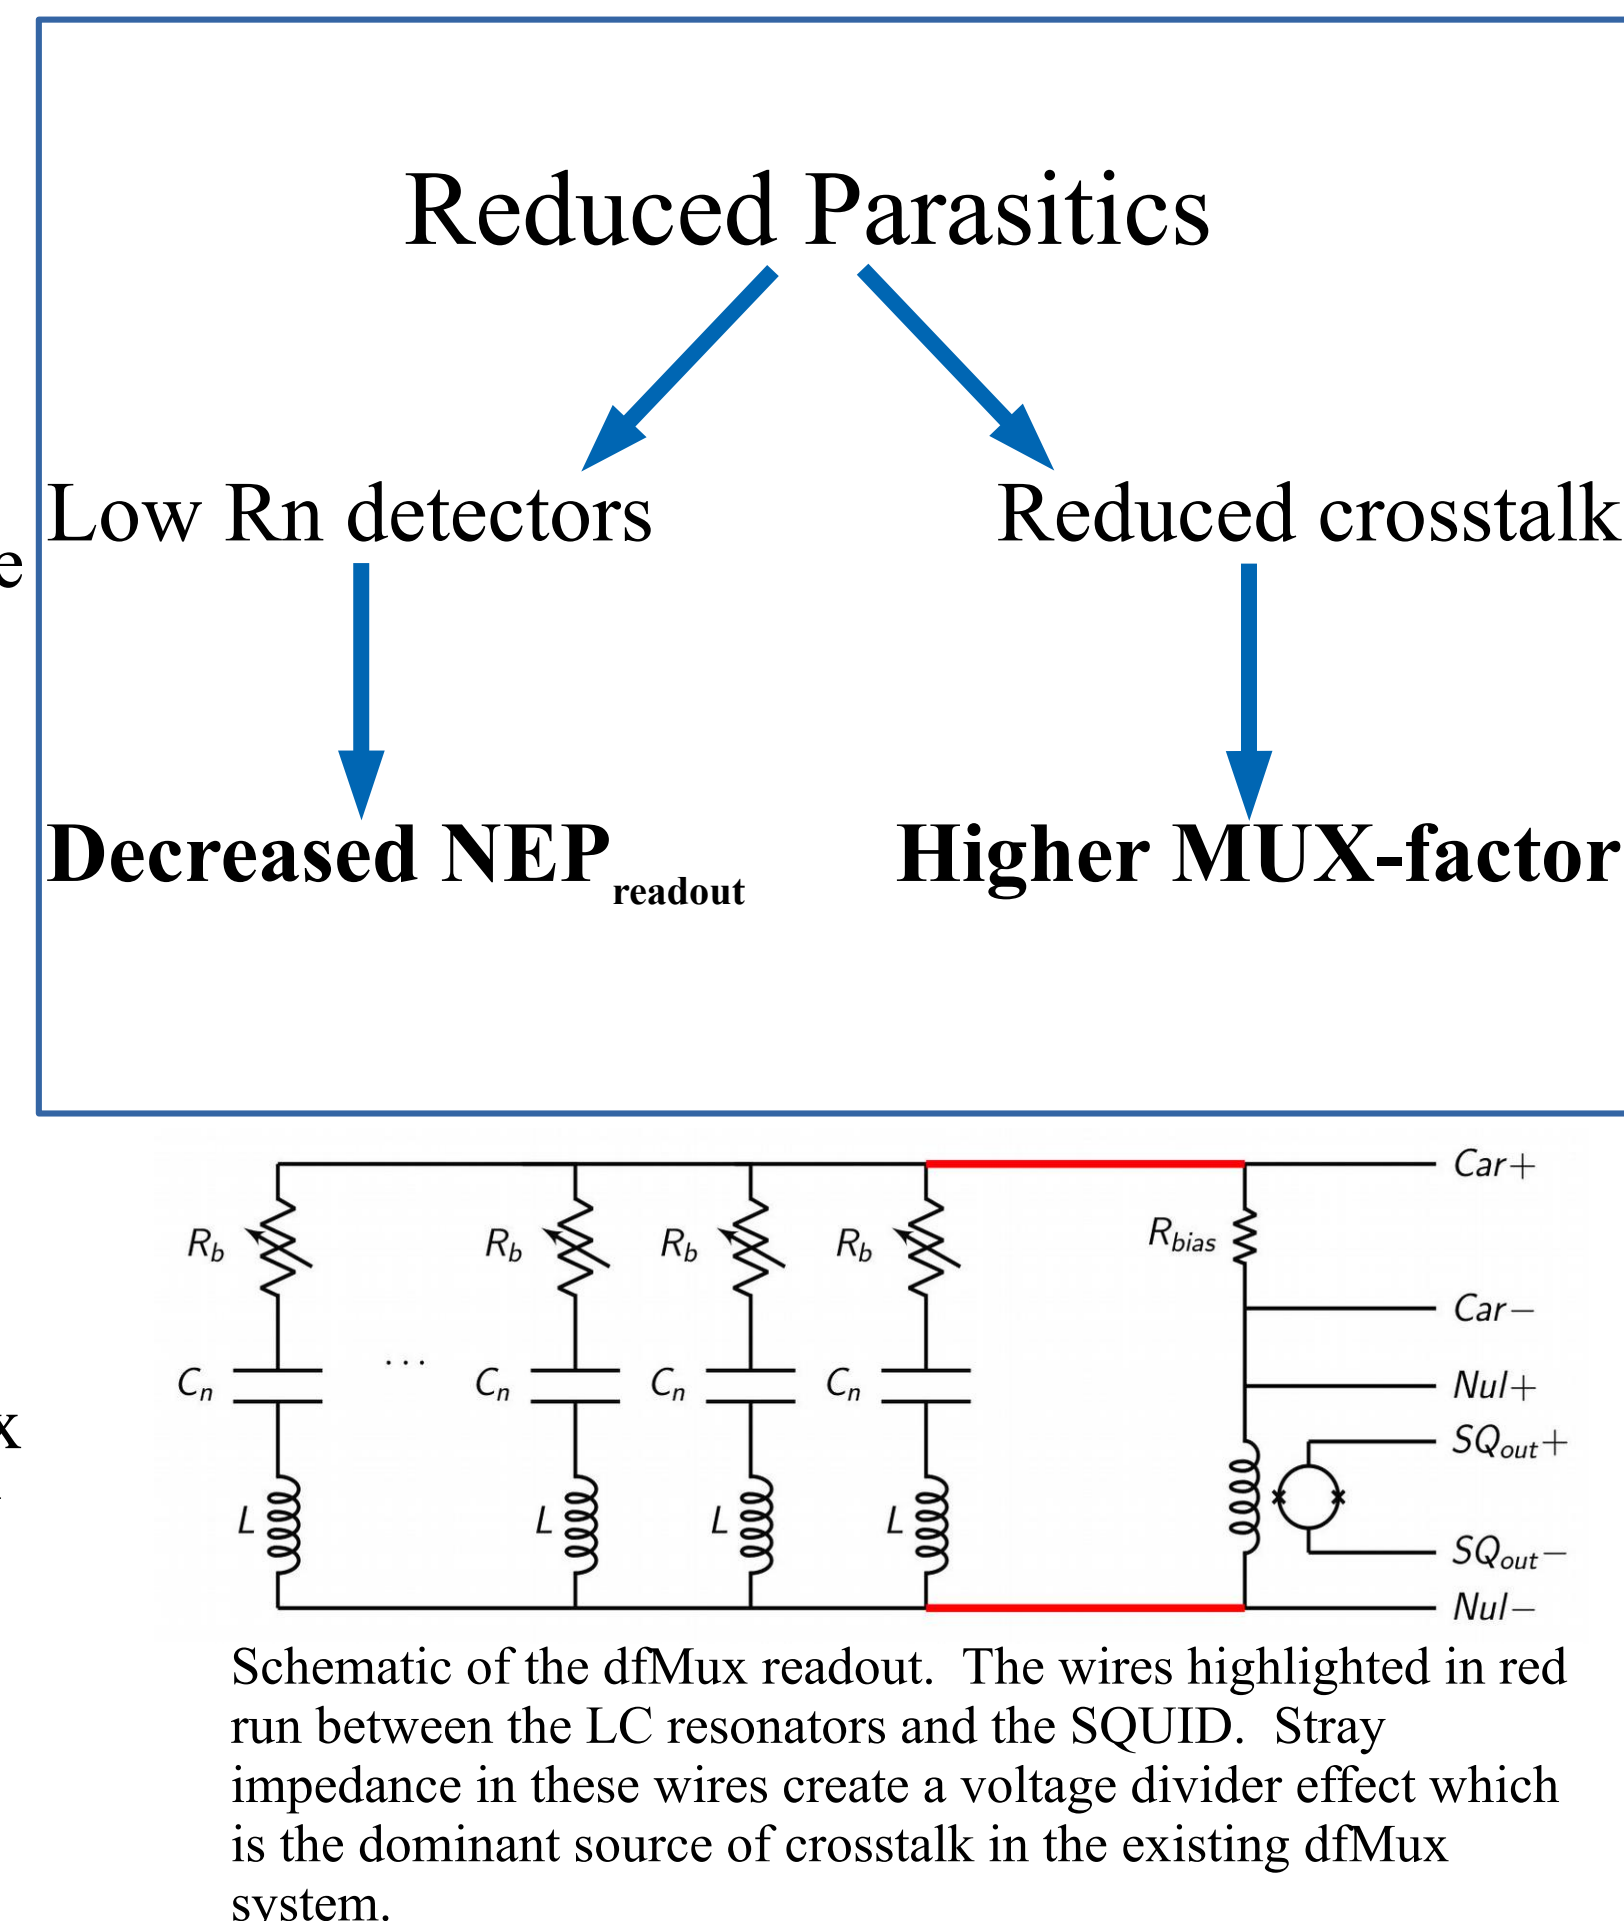 Reduced Parasitics
Low Rn detectors
Reduced crosstalk
e
Decreased NEPreadout
Higher MUX-factor
Car+
Rb
Rb
Rb
Rb
Rbias
Car−
Cn
...
Cn
Cn
Cn
Nul+
x
SQout+
L
L
L
L
SQout−
Nul−
Schematic of the dfMux readout. The wires highlighted in red
run between the LC resonators and the SQUID. Stray
impedance in these wires create a voltage divider effect which
is the dominant source of crosstalk in the existing dfMux
system.